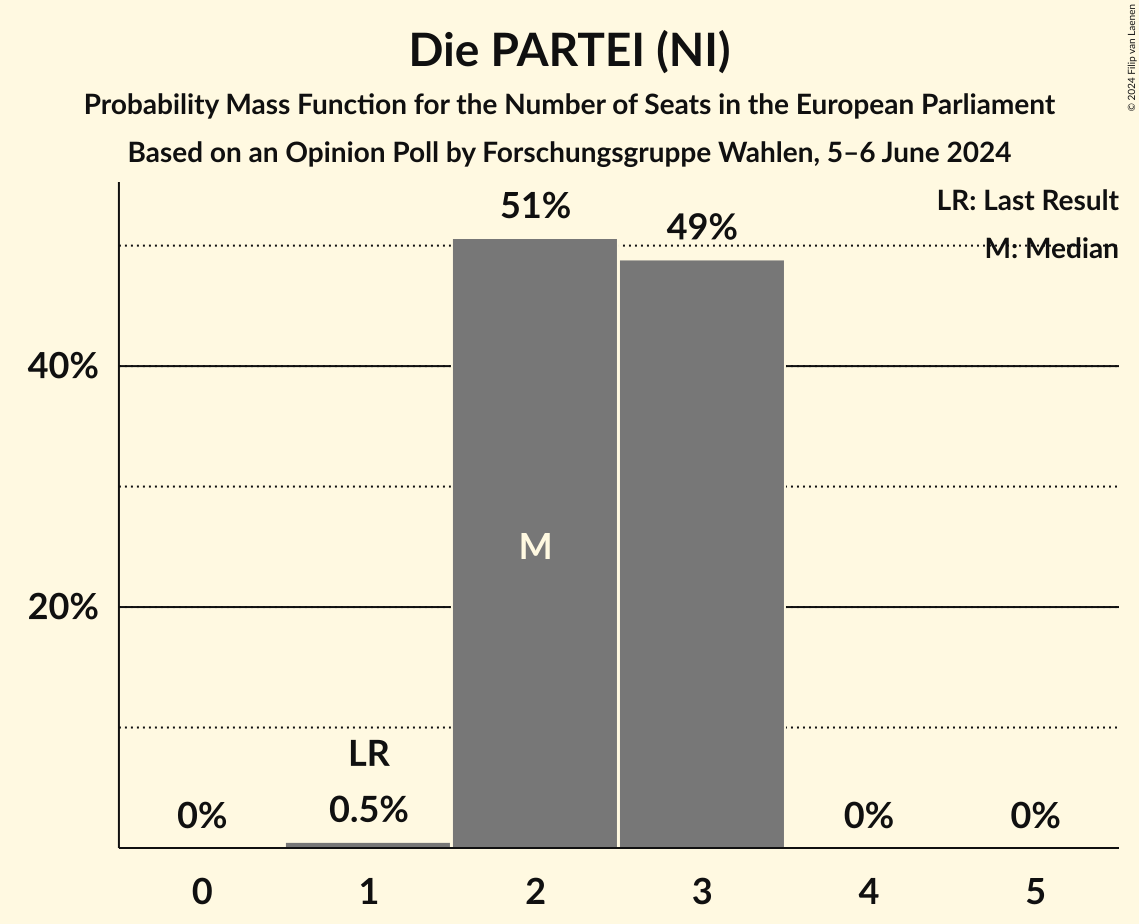 Die PARTEI (NI)
Probability Mass Function for the Number of Seats in the European Parliament
Based on an Opinion Poll by Forschungsgruppe Wahlen, 5–6 June 2024
© 2024 Filip van Laenen
LR: Last Result
M: Median
51%
49%
40%
M
20%
LR
0%
0.5%
0%
0%
0
1
2
3
4
5